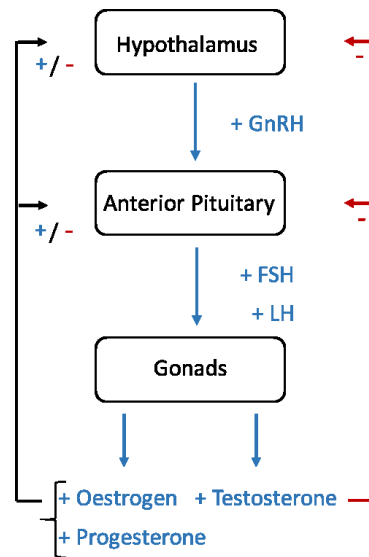 Hypothalamus
+/ -
-
+ GnRH
Anterior Pituitary
+/ -
-
+ FSH
+ LH
Gonads
+ Oestrogen + Testosterone
+ Progesterone